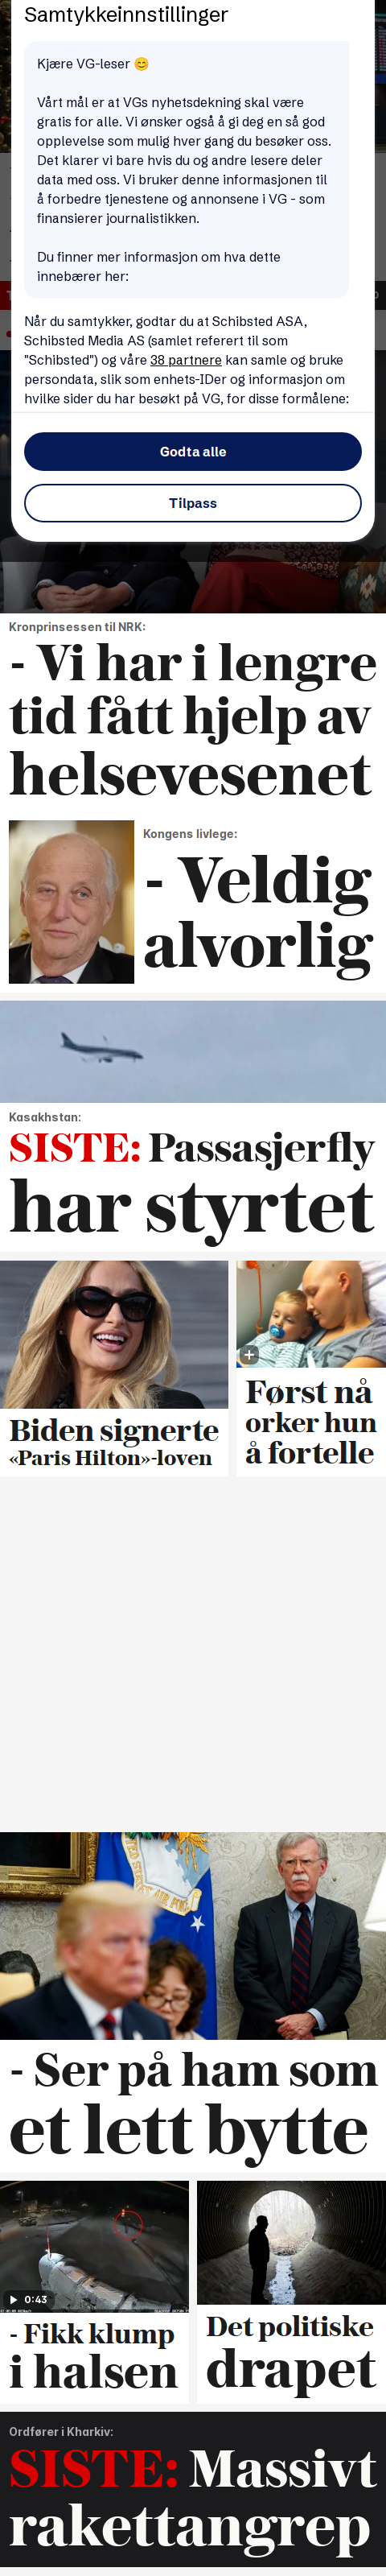 Samtykkeinnstillinger
Kjære VG-leser 😊
Vårt mål er at VGs nyhetsdekning skal være
gratis for alle. Vi ønsker også å gi deg en så god
opplevelse som mulig hver gang du besøker oss.
Det klarer vi bare hvis du og andre lesere deler
data med oss. Vi bruker denne informasjonen til
å forbedre tjenestene og annonsene i VG - som
finansierer journalistikken.
Du finner mer informasjon om hva dette
innebærer her:
Når du samtykker, godtar du at Schibsted ASA,
Schibsted Media AS (samlet referert til som
"Schibsted") og våre 38 partnere kan samle og bruke
persondata, slik som enhets-IDer og informasjon om
hvilke sider du har besøkt på VG, for disse formålene:
Godta alle
Tilpass
Kronprinsessen til NRK:
- Vi har i lengre
tid fått hjelp av
helsevesenet
Kongens livlege:
- Veldig
alvorlig
Kasakhstan:
SISTE: Passasjerfly
har styrtet
Biden signerte
«Paris Hilton»-loven
Først nå
orker hun
å fortelle
- Ser på ham som
et lett bytte
0:43
- Fikk klump
i halsen
Det politiske
drapet
Ordfører i Kharkiv:
SISTE: Massivt
rakettangrep